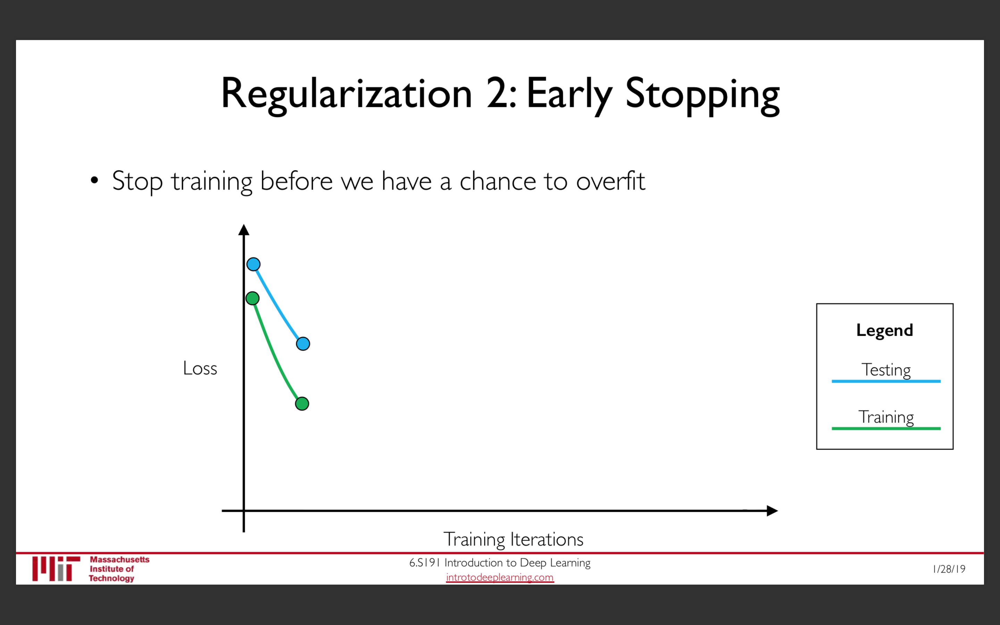 Regularization 2: Early Stopping
• Stop training before we have a chance to overfit
Loss
Legend
Testing
Training
Training Iterations
Massachusetts
Institute of
Technology
6.S191 Introduction to Deep Learning
introtodeeplearning.com
1/28/19